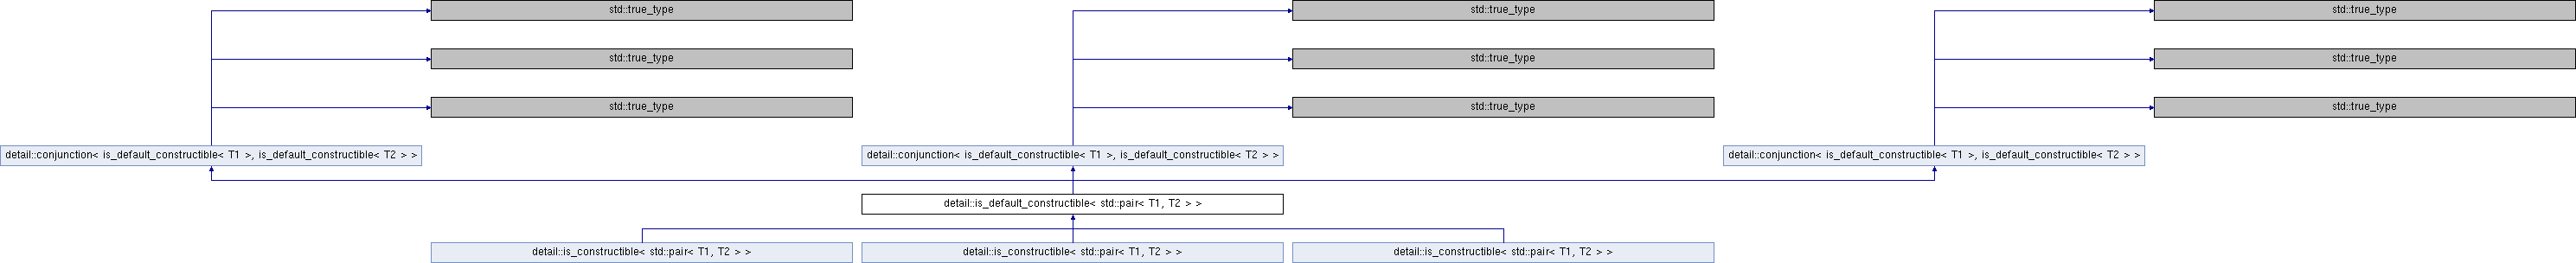 std::true_type
std::true_type
std::true_type
std::true_type
std::true_type
std::true_type
std::true_type
std::true_type
std::true_type
detail::conjunction< is_default_constructible< T1 >, is_default_constructible< T2 > >
detail::conjunction< is_default_constructible< T1 >, is_default_constructible< T2 > >
detail::conjunction< is_default_constructible< T1 >, is_default_constructible< T2 > >
detail::is_default_constructible< std::pair< T1, T2 > >
detail::is_constructible< std::pair< T1, T2 > >
detail::is_constructible< std::pair< T1, T2 > >
detail::is_constructible< std::pair< T1, T2 > >